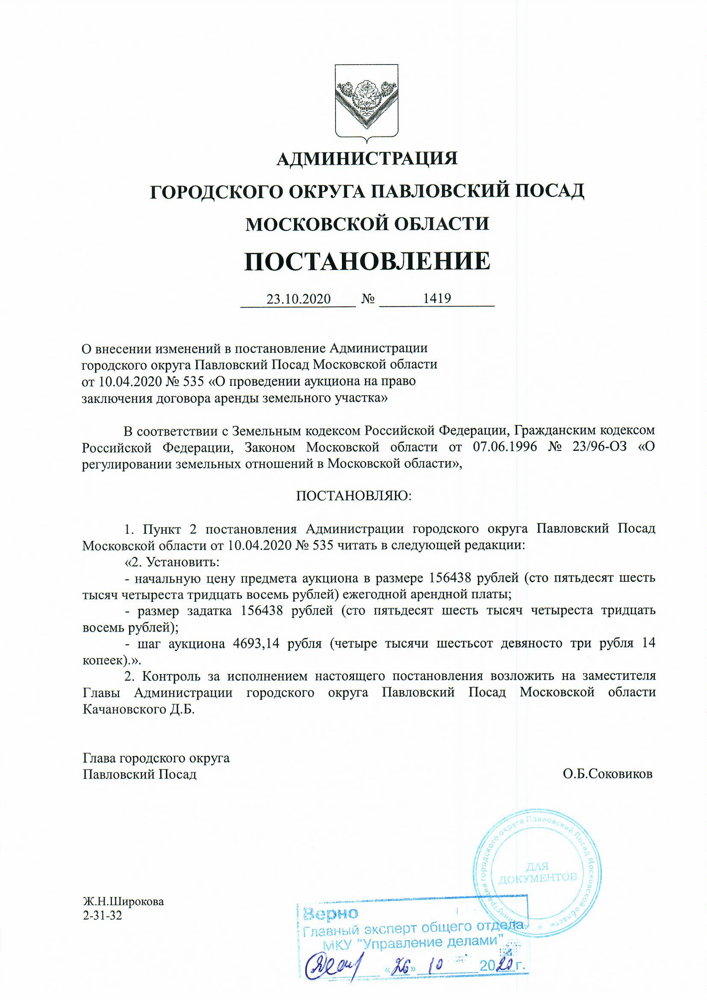 АДМИНИСТРАЦИЯ
ГОРОДСКОГО ОКРУГА ПАВЛОВСКИЙ ПОСАД
МОСКОВСКОЙ ОБЛАСТИ
ПОСТАНОВЛЕНИЕ
23.10.2020 № 1419
О внесении изменений в постановление Администрации
городского округа Павловский Посад Московской области
от 10.04.2020 № 535 «О проведении аукциона на право
заключения договора аренды земельного участка»
В соответствии с Земельным кодексом Российской Федерации, Гражданским кодексом
Российской Федерации, Законом Московской области от 07.06.1996 № 23/96-ОЗ «О
регулировании земельных отношений в Московской области»,
ПОСТАНОВЛЯЮ:
1. Пункт 2 постановления Администрации городского округа Павловский Посад
Московской области от 10.04.2020 № 535 читать в следующей редакции:
«2. Установить:
- начальную цену предмета аукциона в размере 156438 рублей (сто пятьдесят шесть
тысяч четыреста тридцать восемь рублей) ежегодной арендной платы;
- размер задатка 156438 рублей (сто пятьдесят шесть тысяч четыреста тридцать
восемь рублей);
- шаг аукциона 4693,14 рубля (четыре тысячи шестьсот девяносто три рубля 14
копеек).».
2. Контроль за исполнением настоящего постановления возложить на заместителя
Главы Администрации городского округа Павловский Посад Московской области
Качановского Д.Б.
Глава городского округа
Павловский Посад О.Б.Соковиков
Администрация городского округа Павловский Посад Московской области *
ДЛЯ
ДОКУМЕНТОВ
Ж.Н.Широкова
2-31-32
Верно
Главный эксперт общего отдела
МКУ "Управление делами"
«26» 10 2020 г.